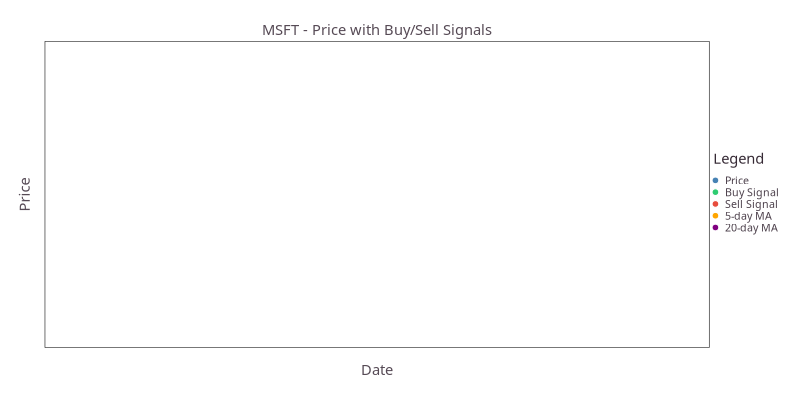 MSFT - Price with Buy/Sell Signals
Price
Date
Legend
Price
Buy Signal
Sell Signal
5-day MA
20-day MA